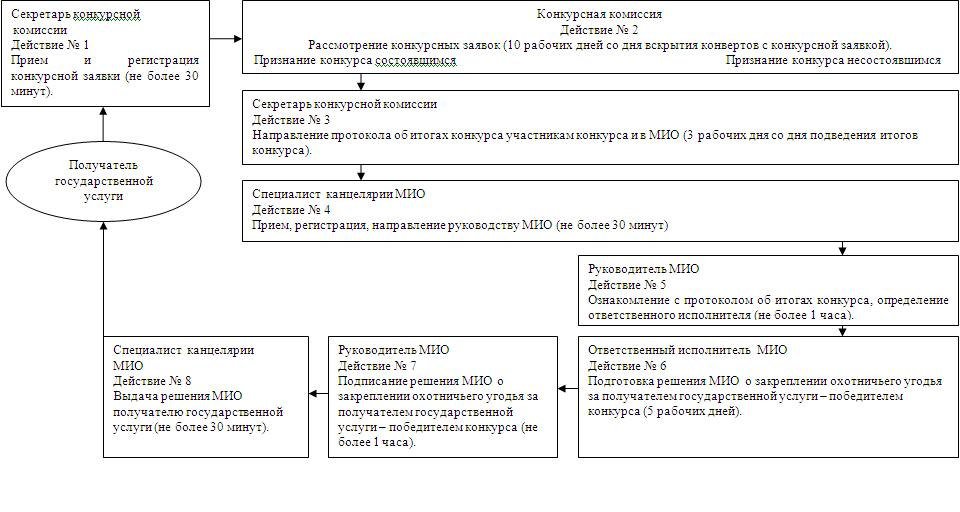 Секретарь конкурсной
комиссии
Действие № 1
Прием и регистрация
конкурсной заявки (не более 30
минут).
Конкурсная комиссия
Действие № 2
Рассмотрение конкурсных заявок (10 рабочих дней со дня вскрытия конвертов с конкурсной заявкой).
Признание конкурса состоявшимся Признание конкурса несостоявшимся
Секретарь конкурсной комиссии
Действие № 3
Направление протокола об итогах конкурса участникам конкурса и в МИО (3 рабочих дня со дня подведения итогов
конкурса).
Получатель
государственной
услуги
Специалист канцелярии МИО
Действие № 4
Прием, регистрация, направление руководству МИО (не более 30 минут)
Руководитель МИО
Действие № 5
Ознакомление с протоколом об итогах конкурса, определение
ответственного исполнителя (не более 1 часа).
Ответственный исполнитель МИО
Действие № 6
Подготовка решения МИО о закреплении охотничьего угодья
за получателем государственной услуги – победителем
конкурса (5 рабочих дней).
Руководитель МИО
Действие № 7
Подписание решения МИО о
закреплении охотничьего угодья за
получателем государственной
услуги – победителем конкурса (не
более 1 часа).
Специалист канцелярии
МИО
Действие № 8
Выдача решения МИО
получателю государственной
услуги (не более 30 минут).